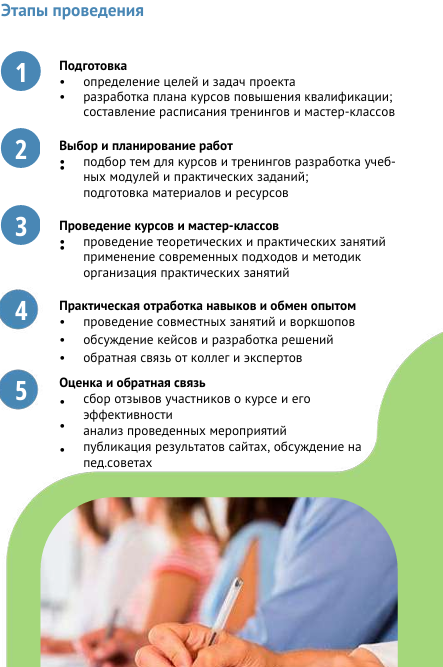 Этапы проведения
1
Подготовка
• определение целей и задач проекта
• разработка плана курсов повышения квалификации;
составление расписания тренингов и мастер-классов
2
Выбор и планирование работ
• подбор тем для курсов и тренингов разработка учеб-
• ных модулей и практических заданий;
подготовка материалов и ресурсов
3
Проведение курсов и мастер-классов
• проведение теоретических и практических занятий
• применение современных подходов и методик
организация практических занятий
4
Практическая отработка навыков и обмен опытом
• проведение совместных занятий и воркшопов
• обсуждение кейсов и разработка решений
• обратная связь от коллег и экспертов
5
Оценка и обратная связь
• сбор отзывов участников о курсе и его
эффективности
• анализ проведенных мероприятий
• публикация результатов сайтах, обсуждение на
пед.советах